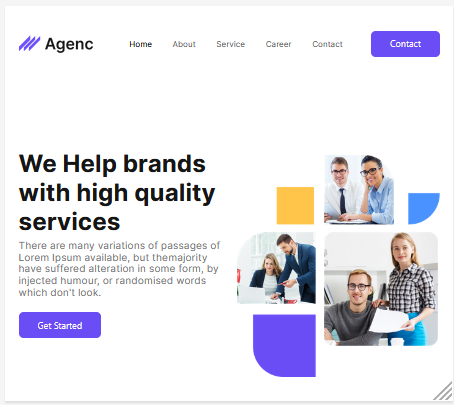 Agenc
Home About Service Career Contact
Contact
We Help brands
with high quality
services
There are many variations of passages of
Lorem Ipsum available, but themajority
have suffered alteration in some form, by
injected humour, or randomised words
which don't look.
Get Started